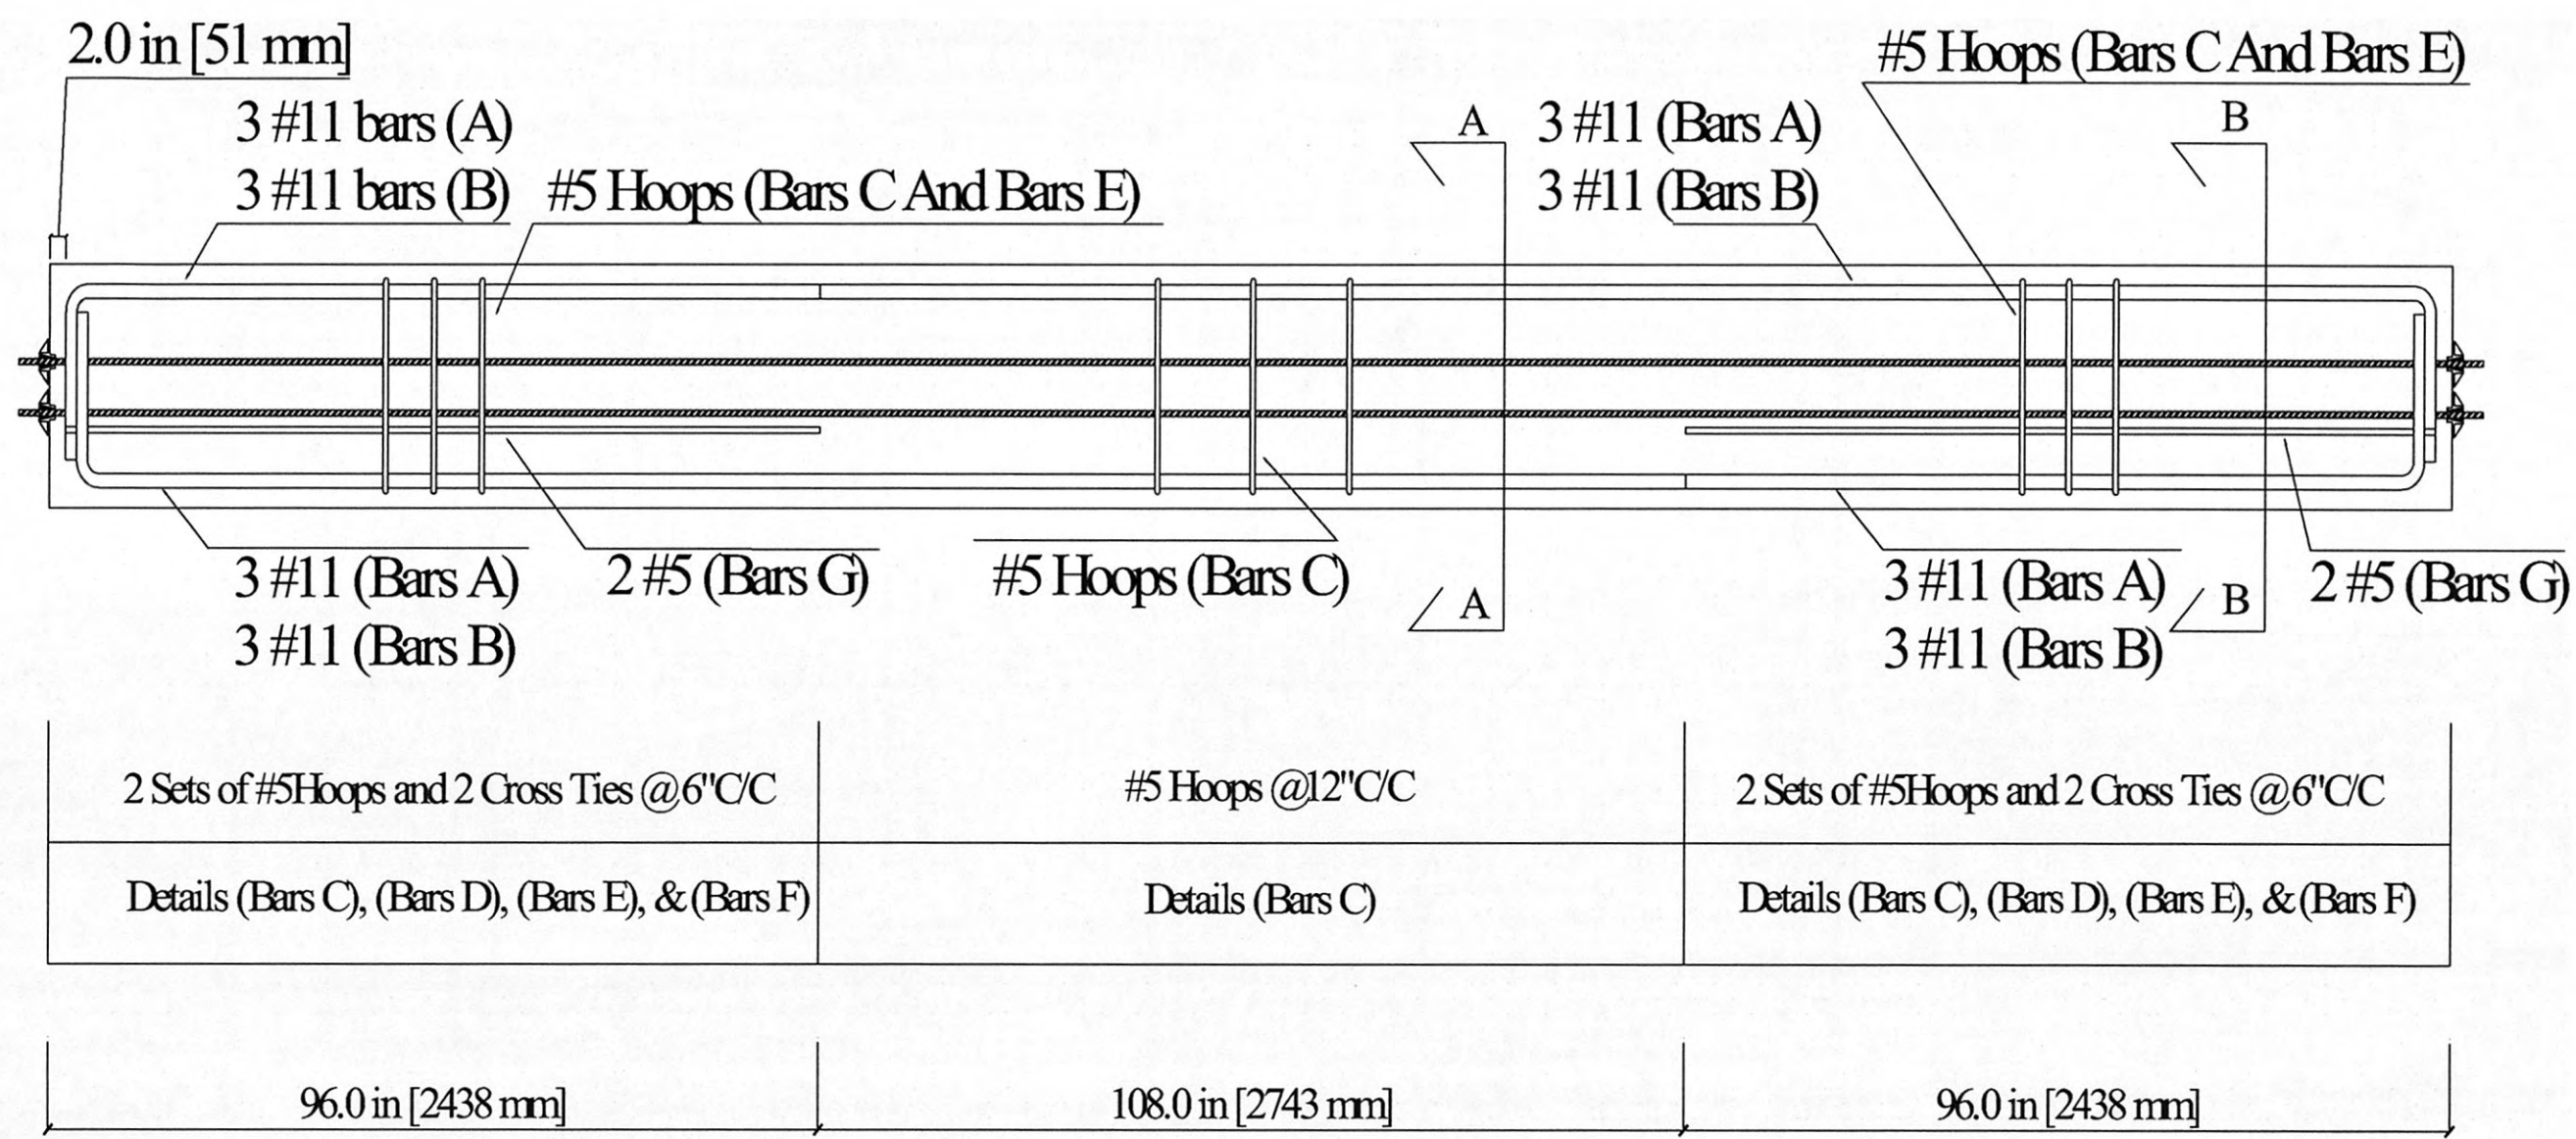 2.0 in [51 mm]
#5 Hoops (Bars C And Bars E)
3 #11 bars (A)
A
3 #11 (Bars A)
B
3 #11 bars (B)
#5 Hoops (Bars C And Bars E)
3 #11 (Bars B)
3 #11 (Bars A)
2 #5 (Bars G)
#5 Hoops (Bars C)
A
3 #11 (Bars A)
B
2 #5 (Bars G)
3 #11 (Bars B)
3 #11 (Bars B)
2 Sets of #5Hoops and 2 Cross Ties @6"C/C
#5 Hoops @12"C/C
2 Sets of #5Hoops and 2 Cross Ties @6"C/C
Details (Bars C), (Bars D), (Bars E), & (Bars F)
Details (Bars C)
Details (Bars C), (Bars D), (Bars E), & (Bars F)
96.0 in [2438 mm]
108.0 in [2743 mm]
96.0 in [2438 mm]